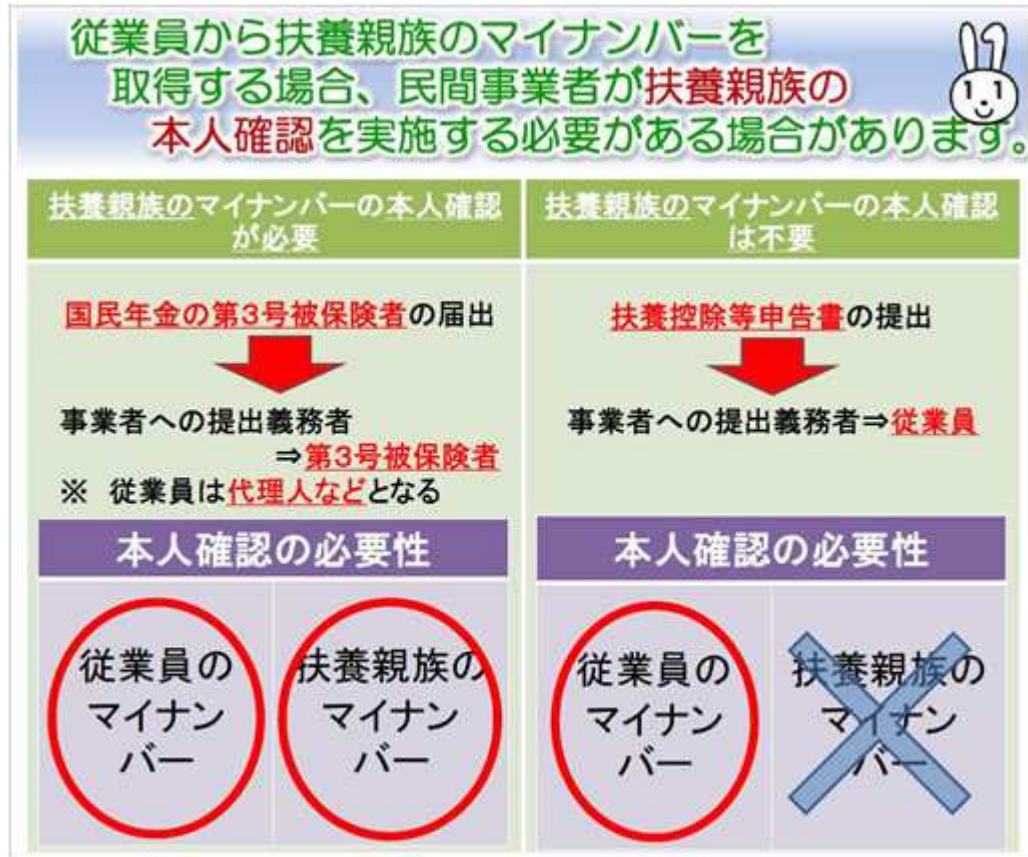 従業員から扶養親族のマイナンバーを
取得する場合、民間事業者が扶養親族の
本人確認を実施する必要がある場合があります。
扶養親族のマイナンバーの本人確認
が必要
国民年金の第3号被保険者の届出
事業者への提出義務者
⇒第3号被保険者
※ 従業員は代理人などとなる
本人確認の必要性
従業員の
マイナン
バー
扶養親族の
マイナン
バー
扶養親族のマイナンバーの本人確認
は不要
扶養控除等申告書の提出
事業者への提出義務者⇒従業員
本人確認の必要性
従業員の
マイナン
バー
扶養親族の
マイナン
バー